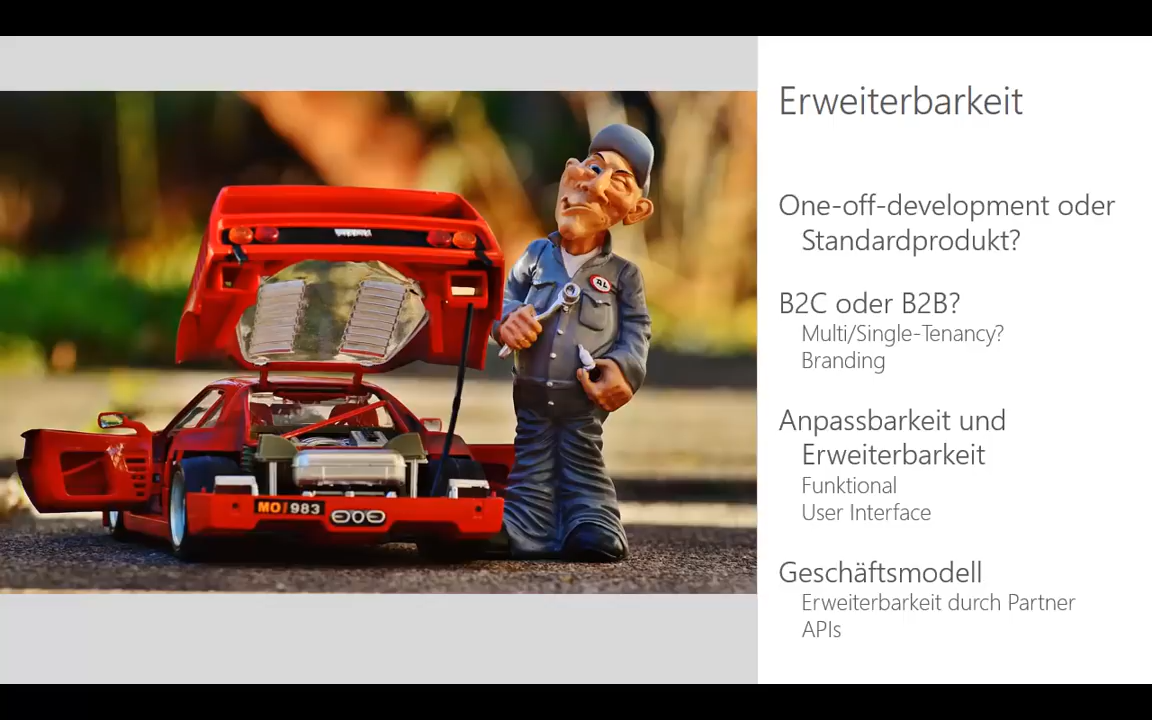 Erweiterbarkeit
One-off-development oder
Standardprodukt?
B2C oder B2B?
Multi/Single-Tenancy?
Branding
Anpassbarkeit und
Erweiterbarkeit
Funktional
User Interface
Geschäftsmodell
Erweiterbarkeit durch Partner
APIs
AL
983